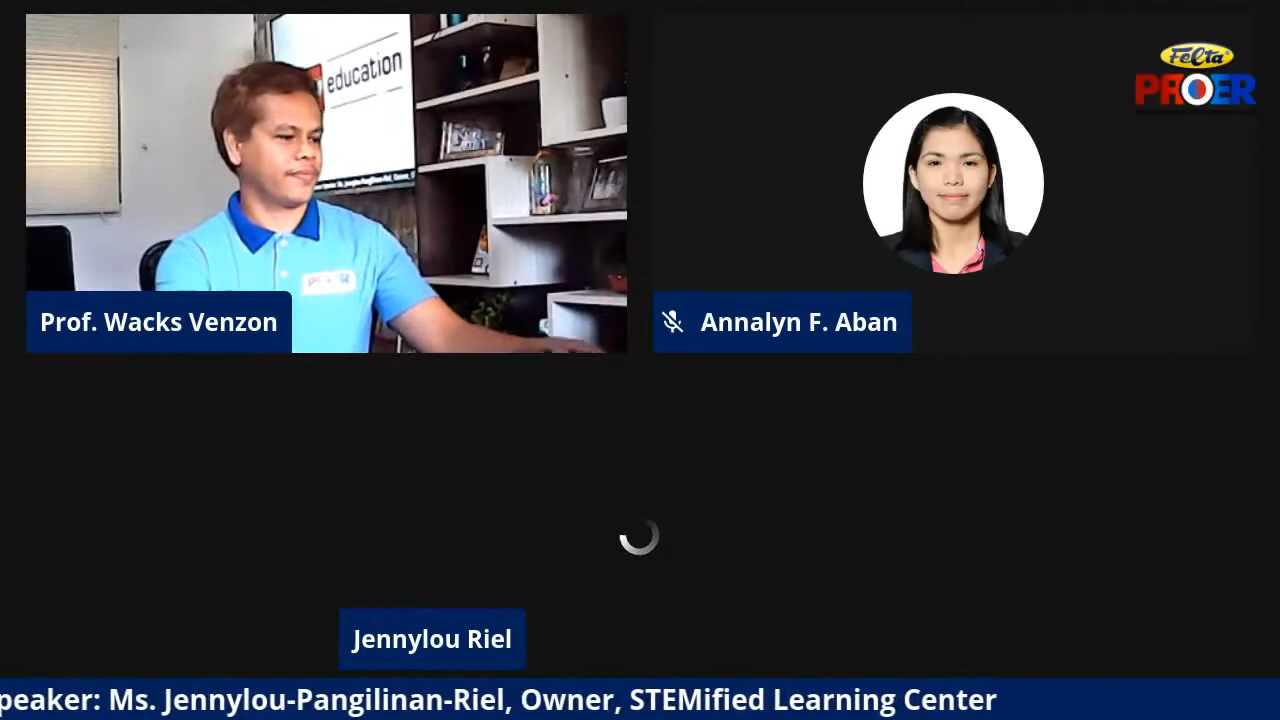 education
Felta
PROER
PROER
Prof. Wacks Venzon
Annalyn F. Aban
Jennylou Riel
peaker: Ms. Jennylou-Pangilinan-Riel, Owner, STEMified Learning Center